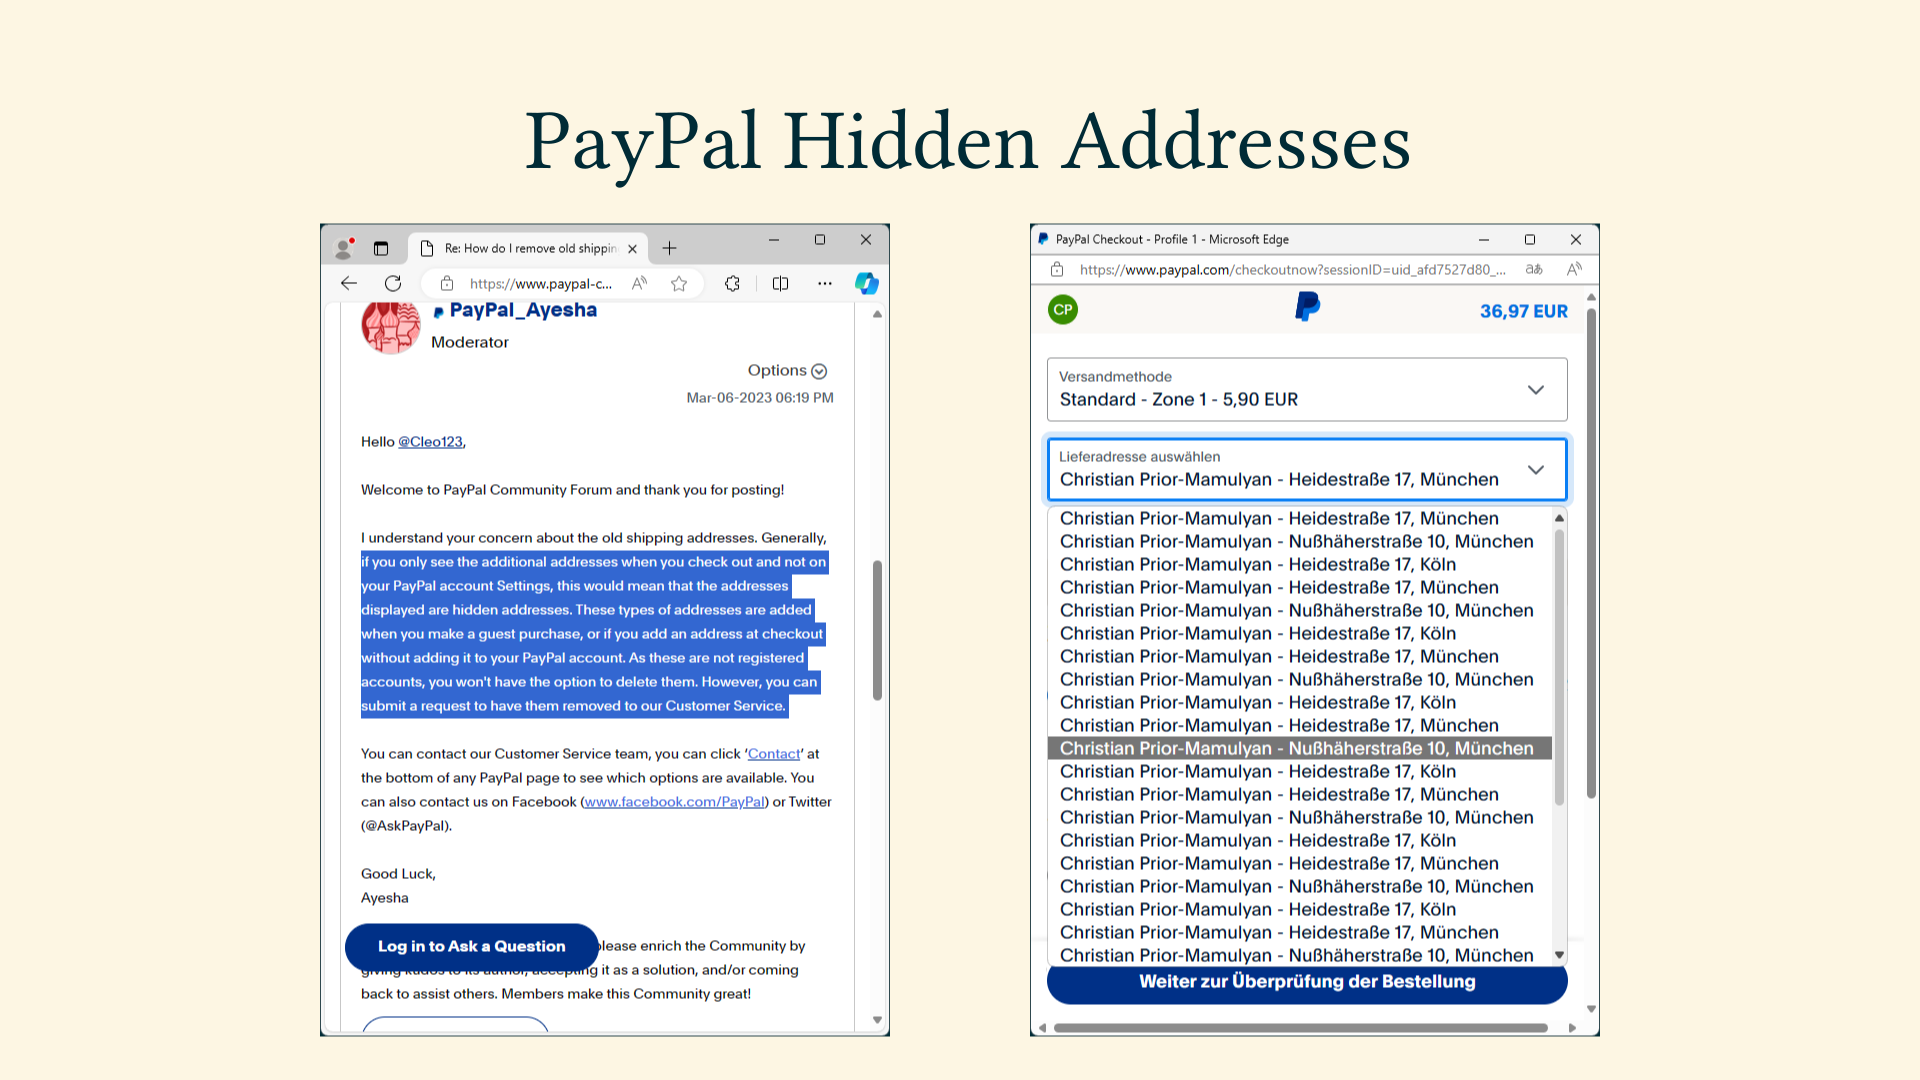 PayPal Hidden Addresses
Re: How do I remove old shippin
https://www.paypal-c...
PayPal_Ayesha
Moderator
Options
Mar-06-2023 06:19 PM
Hello @Cleo123,
Welcome to PayPal Community Forum and thank you for posting!
I understand your concern about the old shipping addresses. Generally,
if you only see the additional addresses when you check out and not on
your PayPal account Settings, this would mean that the addresses
displayed are hidden addresses. These types of addresses are added
when you make a guest purchase, or if you add an address at checkout
without adding it to your PayPal account. As these are not registered
accounts, you won't have the option to delete them. However, you can
submit a request to have them removed to our Customer Service.
You can contact our Customer Service team, you can click ‘Contact’ at
the bottom of any PayPal page to see which options are available. You
can also contact us on Facebook (www.facebook.com/PayPal) or Twitter
(@AskPayPal).
Good Luck,
Ayesha
Log in to Ask a Question
please enrich the Community by
giving kudos to its author, accepting it as a solution, and/or coming
back to assist others. Members make this Community great!
PayPal Checkout - Profile 1 - Microsoft Edge
https://www.paypal.com/checkoutnow?sessionID=uid_afd7527d80_...
CP
36,97 EUR
Versandmethode
Standard - Zone 1 - 5,90 EUR
Lieferadresse auswählen
Christian Prior-Mamulyan - Heidestraße 17, München
Christian Prior-Mamulyan - Heidestraße 17, München
Christian Prior-Mamulyan - Nußhäherstraße 10, München
Christian Prior-Mamulyan - Heidestraße 17, Köln
Christian Prior-Mamulyan - Heidestraße 17, München
Christian Prior-Mamulyan - Nußhäherstraße 10, München
Christian Prior-Mamulyan - Heidestraße 17, Köln
Christian Prior-Mamulyan - Heidestraße 17, München
Christian Prior-Mamulyan - Nußhäherstraße 10, München
Christian Prior-Mamulyan - Heidestraße 17, Köln
Christian Prior-Mamulyan - Heidestraße 17, München
Christian Prior-Mamulyan - Nußhäherstraße 10, München
Christian Prior-Mamulyan - Heidestraße 17, Köln
Christian Prior-Mamulyan - Heidestraße 17, München
Christian Prior-Mamulyan - Nußhäherstraße 10, München
Christian Prior-Mamulyan - Heidestraße 17, Köln
Christian Prior-Mamulyan - Heidestraße 17, München
Christian Prior-Mamulyan - Nußhäherstraße 10, München
Christian Prior-Mamulyan - Heidestraße 17, Köln
Christian Prior-Mamulyan - Heidestraße 17, München
Christian Prior-Mamulyan - Nußhäherstraße 10, München
Weiter zur Überprüfung der Bestellung